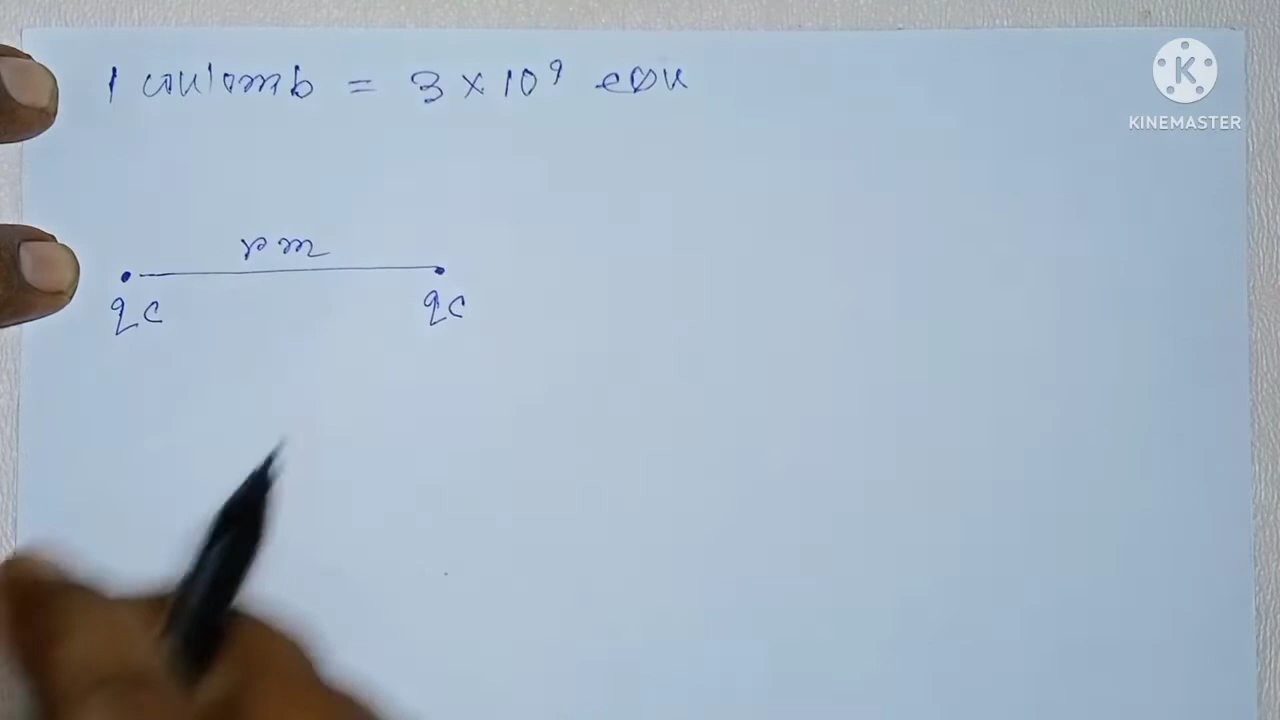 1 coulomb = 3 × 10⁹ esu
KINEMASTER
r m
q c
q c